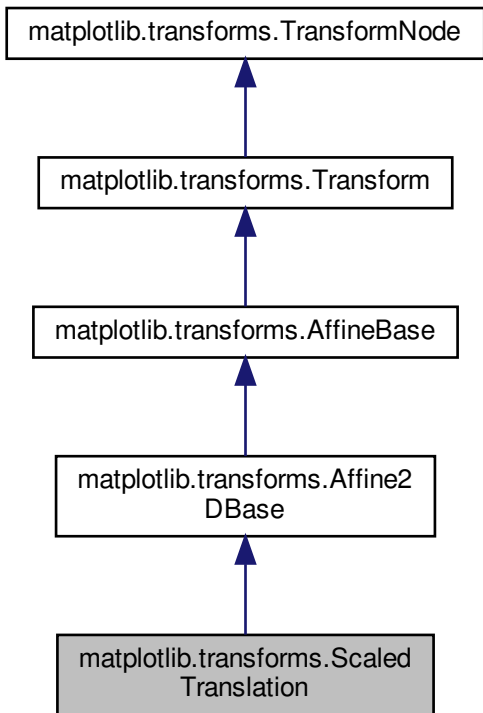 matplotlib.transforms.TransformNode
matplotlib.transforms.Transform
matplotlib.transforms.AffineBase
matplotlib.transforms.Affine2
DBase
matplotlib.transforms.Scaled
Translation